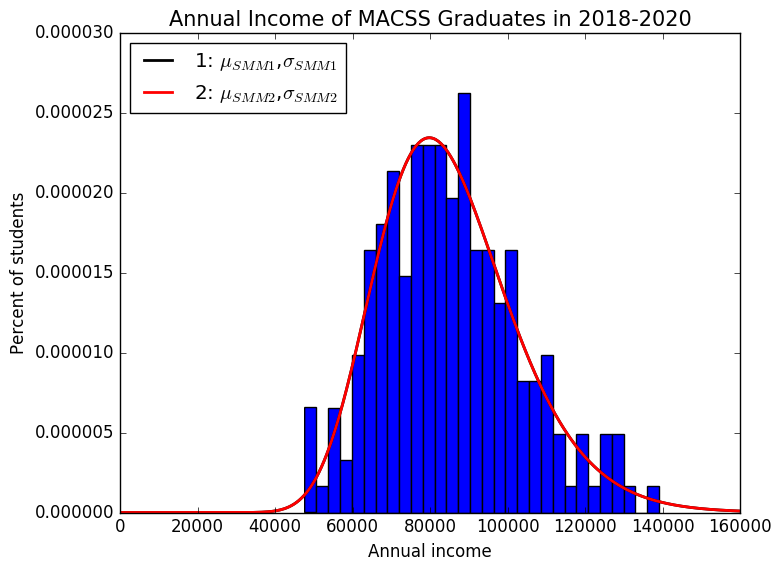 Annual Income of MACSS Graduates in 2018-2020
0.000030
0.000025
0.000020
0.000015
0.000010
0.000005
0.000000
Percent of students
1: μSMM1,σSMM1
2: μSMM2,σSMM2
0 20000 40000 60000 80000 100000 120000 140000 160000
Annual income